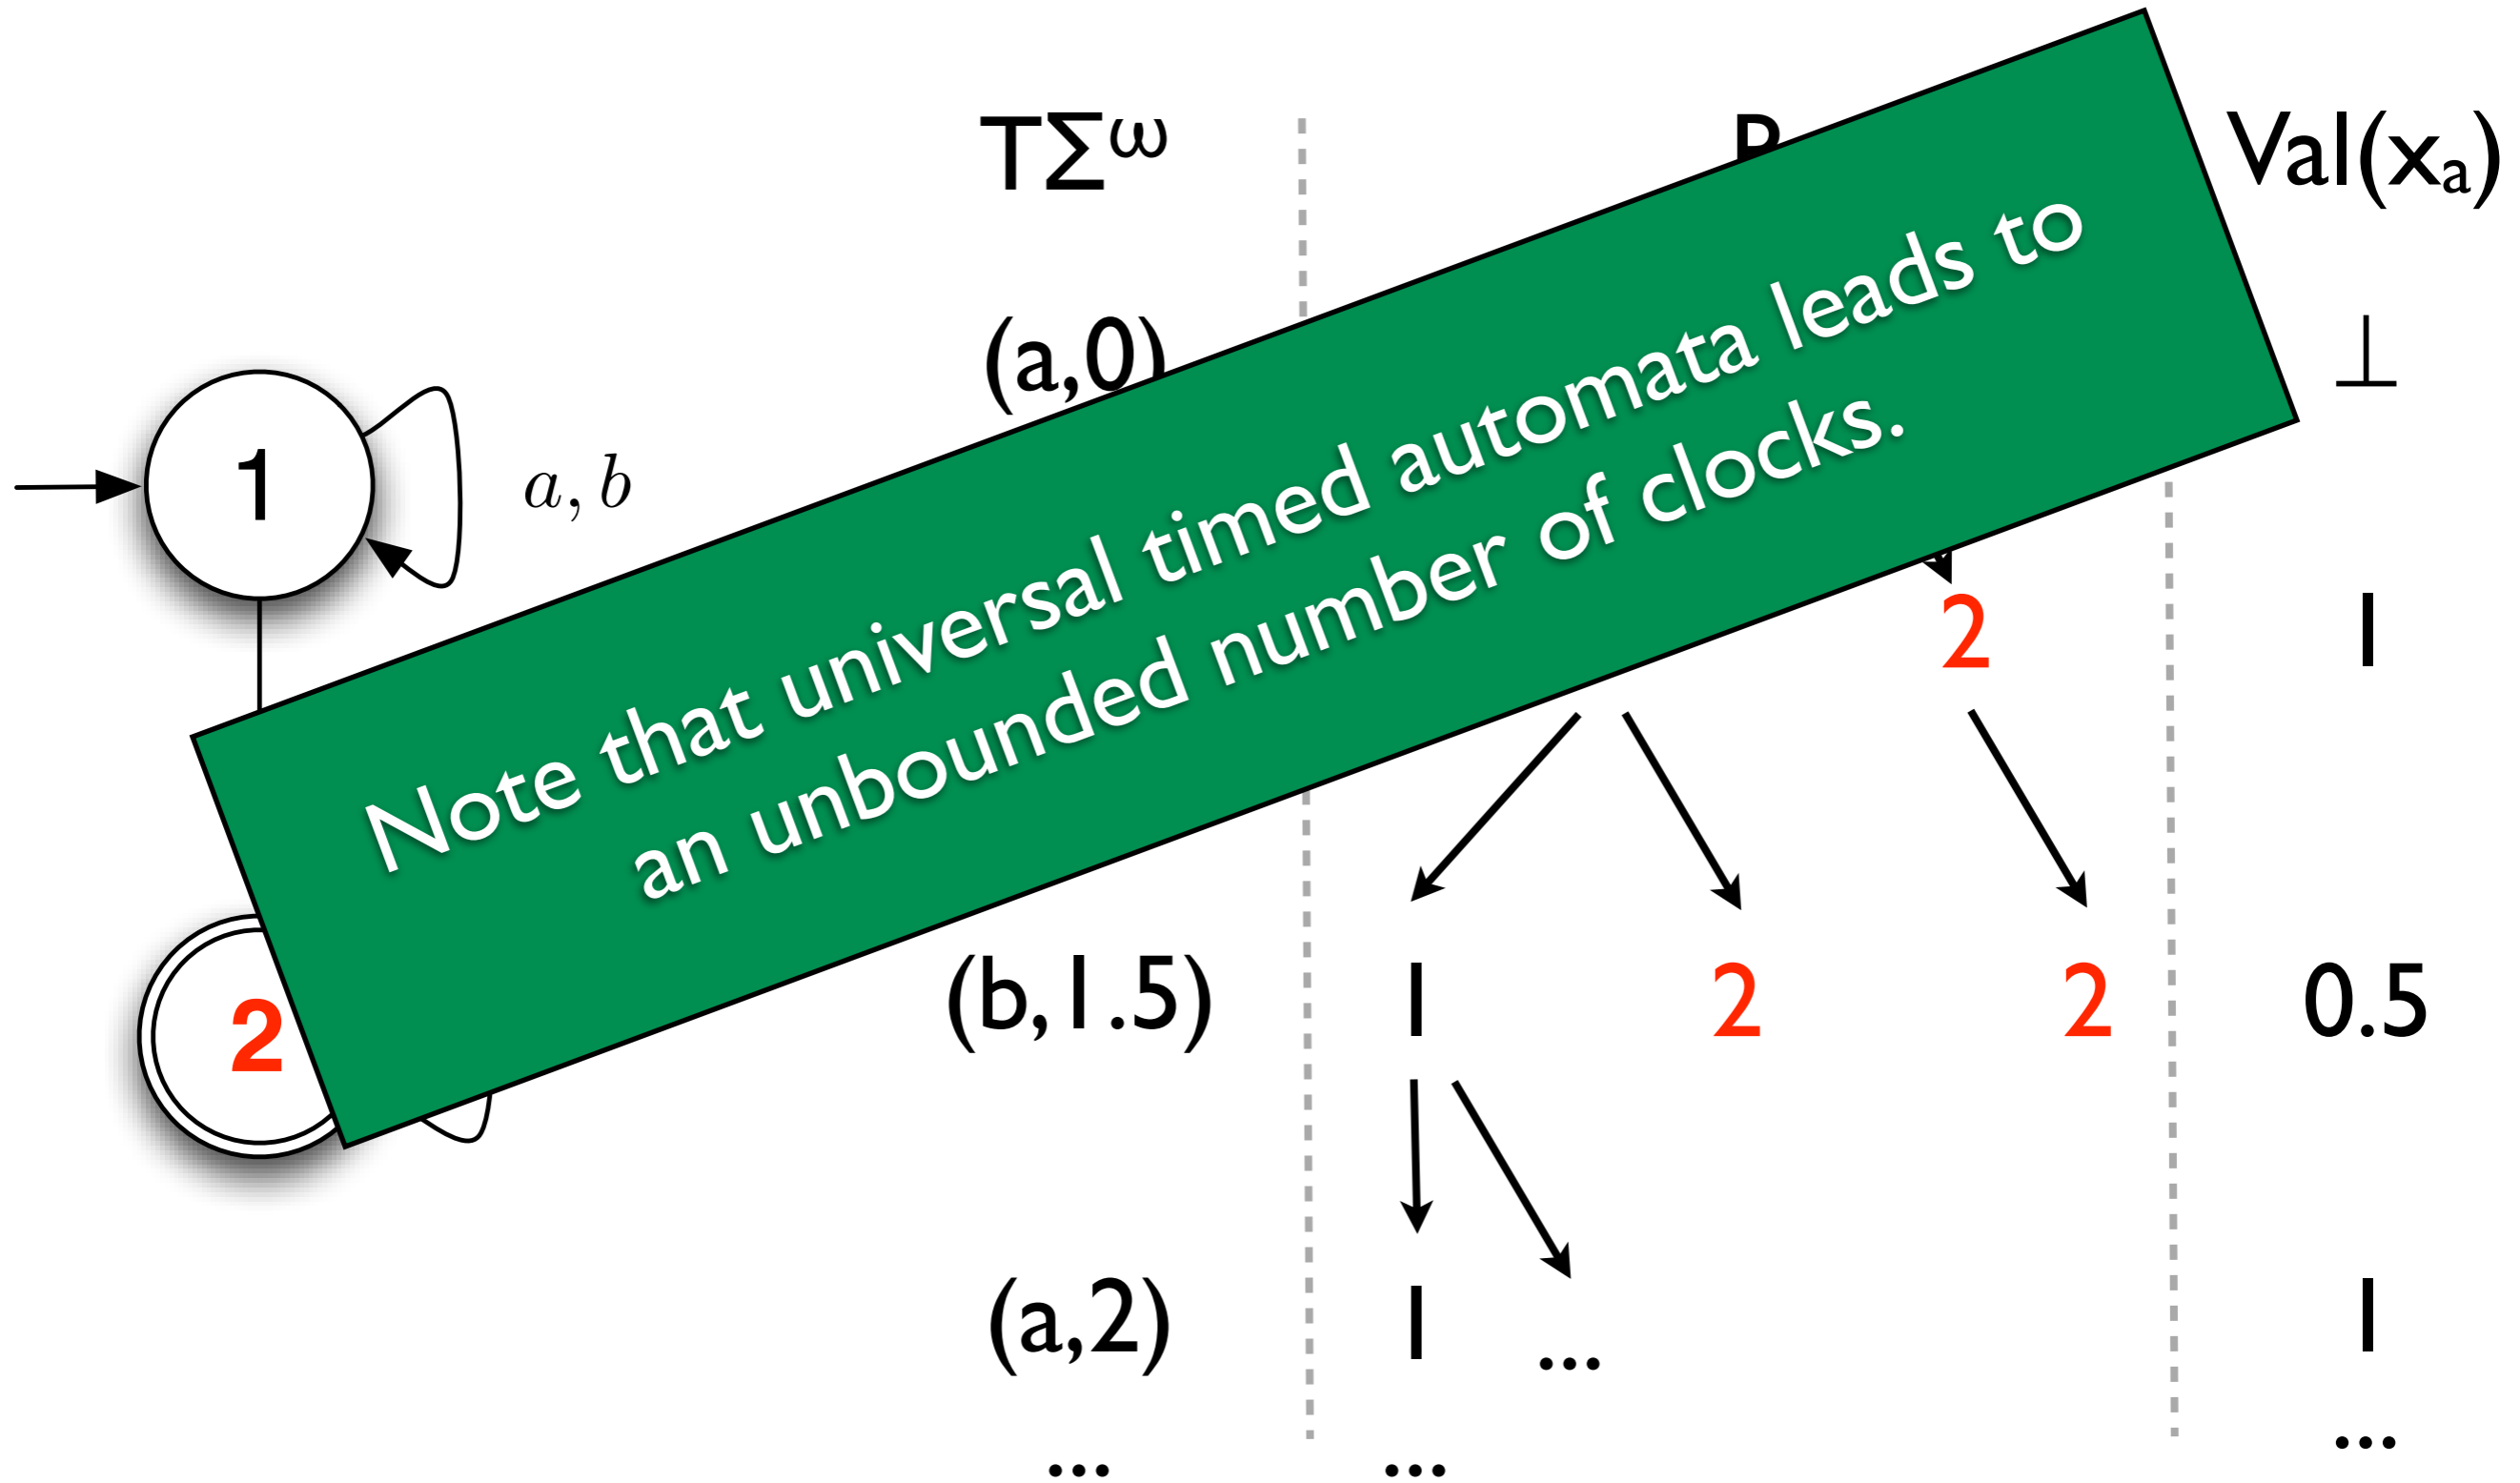 TΣω
Val(xa)
(a,0)
⊥
1
a, b
Note that universal timed automata leads to
an unbounded number of clocks.
2
1
(b,1.5)
1
2
2
0.5
2
(a,2)
1
...
1
...
...
...